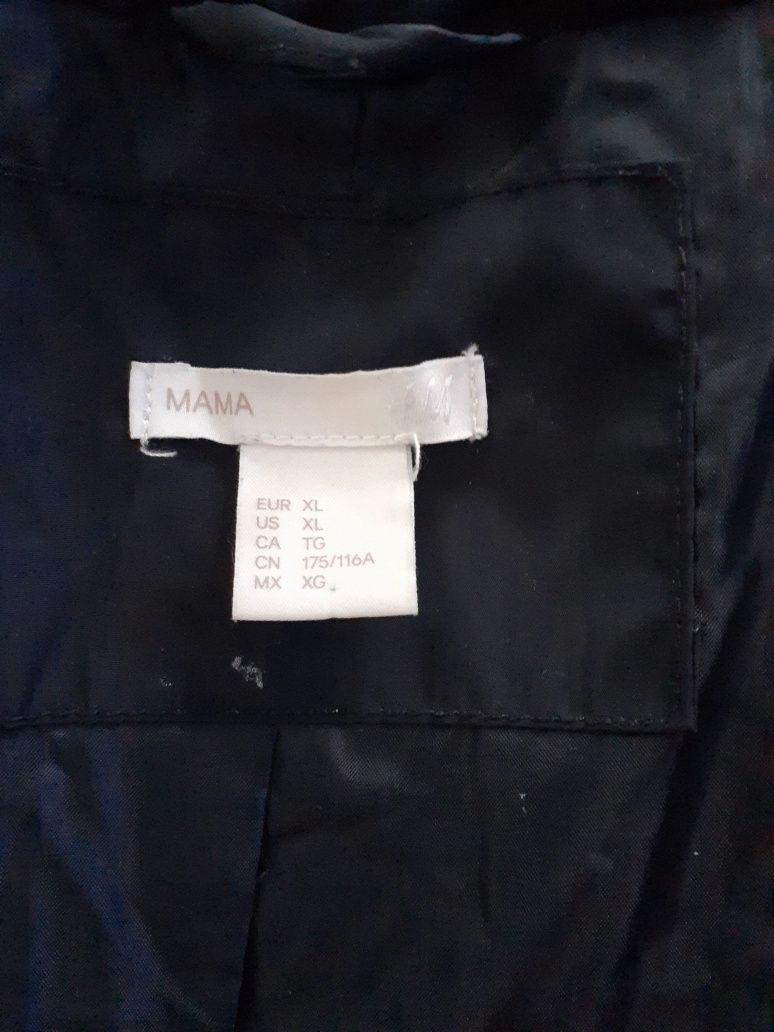 MAMA
EUR XL
US XL
CA TG
CN 175/116A
MX XG